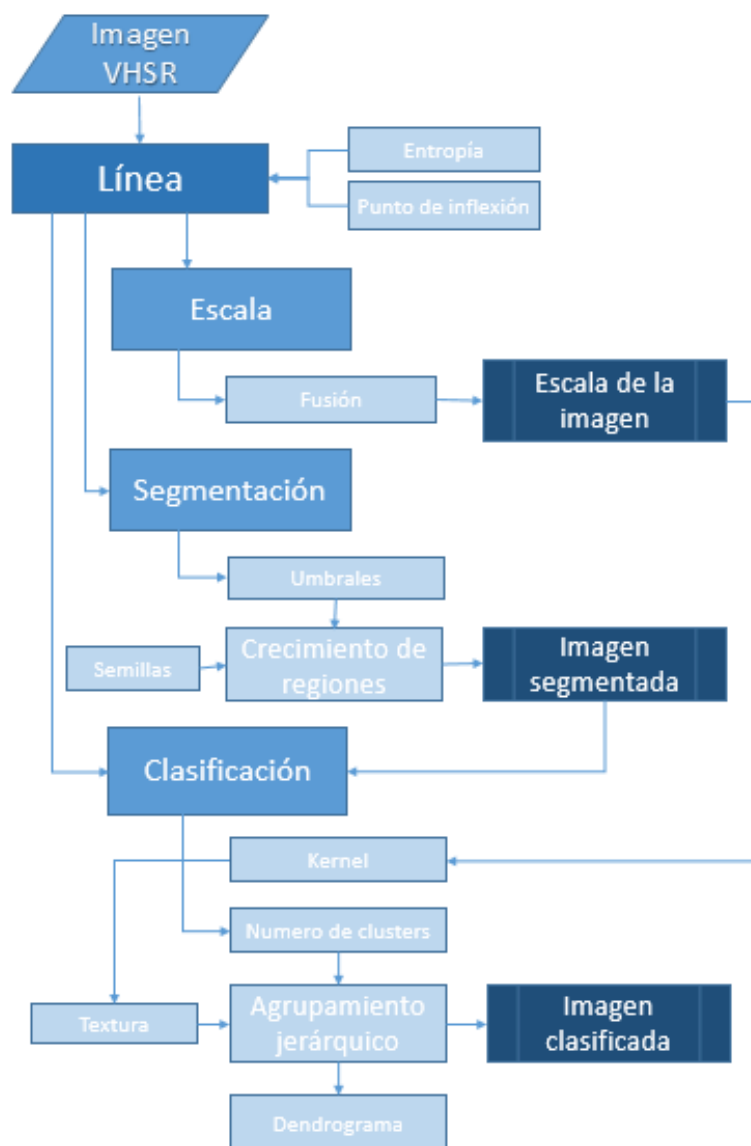 Imagen
VHSR
Línea
Entropía
Punto de inflexión
Escala
Fusión
Escala de la
imagen
Segmentación
Umbrales
Semillas
Crecimiento de
regiones
Imagen
segmentada
Clasificación
Kernel
Numero de clusters
Textura
Agrupamiento
jerárquico
Imagen
clasificada
Dendrograma